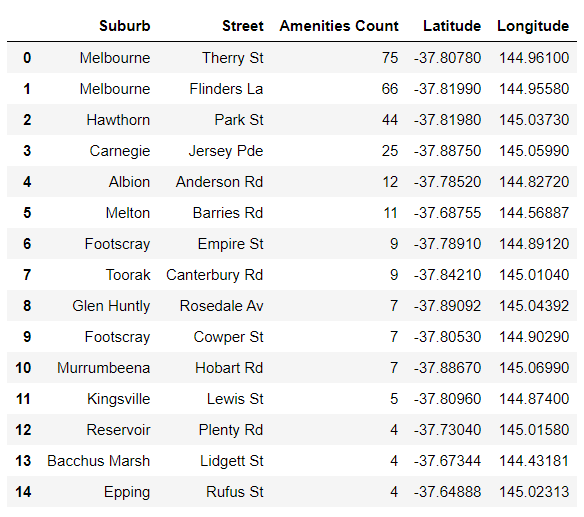 Suburb Street Amenities Count Latitude Longitude
0 Melbourne Therry St 75 -37.80780 144.96100
1 Melbourne Flinders La 66 -37.81990 144.95580
2 Hawthorn Park St 44 -37.81980 145.03730
3 Carnegie Jersey Pde 25 -37.88750 145.05990
4 Albion Anderson Rd 12 -37.78520 144.82720
5 Melton Barries Rd 11 -37.68755 144.56887
6 Footscray Empire St 9 -37.78910 144.89120
7 Toorak Canterbury Rd 9 -37.84210 145.01040
8 Glen Huntly Rosedale Av 7 -37.89092 145.04392
9 Footscray Cowper St 7 -37.80530 144.90290
10 Murrumbeena Hobart Rd 7 -37.88670 145.06990
11 Kingsville Lewis St 5 -37.80960 144.87400
12 Reservoir Plenty Rd 4 -37.73040 145.01580
13 Bacchus Marsh Lidgett St 4 -37.67344 144.43181
14 Epping Rufus St 4 -37.64888 145.02313